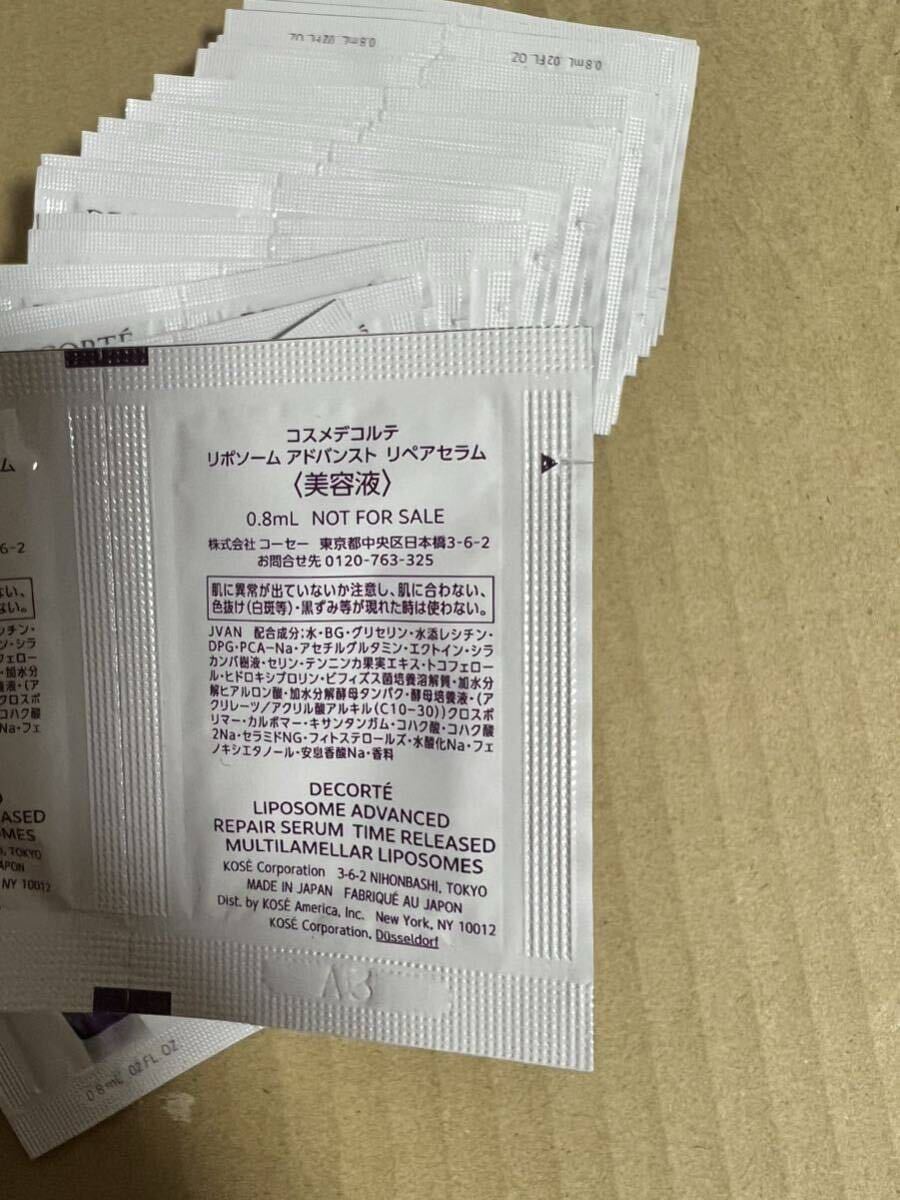 0.8mL .02 FL OZ
0.8mL .02 FL OZ
コスメデコルテ
リポソーム アドバンスト リペアセラム
〈美容液〉
0.8mL NOT FOR SALE
株式会社 コーセー 東京都中央区日本橋3-6-2
お問合せ先 0120-763-325
肌に異常が出ていないか注意し、肌に合わない、
色抜け(白斑等)・黒ずみ等が現れた時は使わない。
JVAN 配合成分:水・BG・グリセリン・水添レシチン・
DPG・PCA-Na・アセチルグルタミン・エクトイン・シラ
カンバ樹液・セリン・テンニンカ果実エキス・トコフェロー
ル・ヒドロキシプロリン・ビフィズス菌培養溶解質・加水分
解ヒアルロン酸・加水分解酵母タンパク・酵母培養液・(ア
クリレーツ/アクリル酸アルキル(C10-30))クロスポ
リマー・カルボマー・キサンタンガム・コハク酸・コハク酸
2Na・セラミドNG・フィトステロールズ・水酸化Na・フェ
ノキシエタノール・安息香酸Na・香料
DECORTÉ
LIPOSOME ADVANCED
REPAIR SERUM TIME RELEASED
MULTILAMELLAR LIPOSOMES
KOSÉ Corporation 3-6-2 NIHONBASHI, TOKYO
MADE IN JAPAN FABRIQUÉ AU JAPON
Dist. by KOSÉ America, Inc. New York, NY 10012
KOSÉ Corporation, Düsseldorf
0.8mL .02 FL OZ